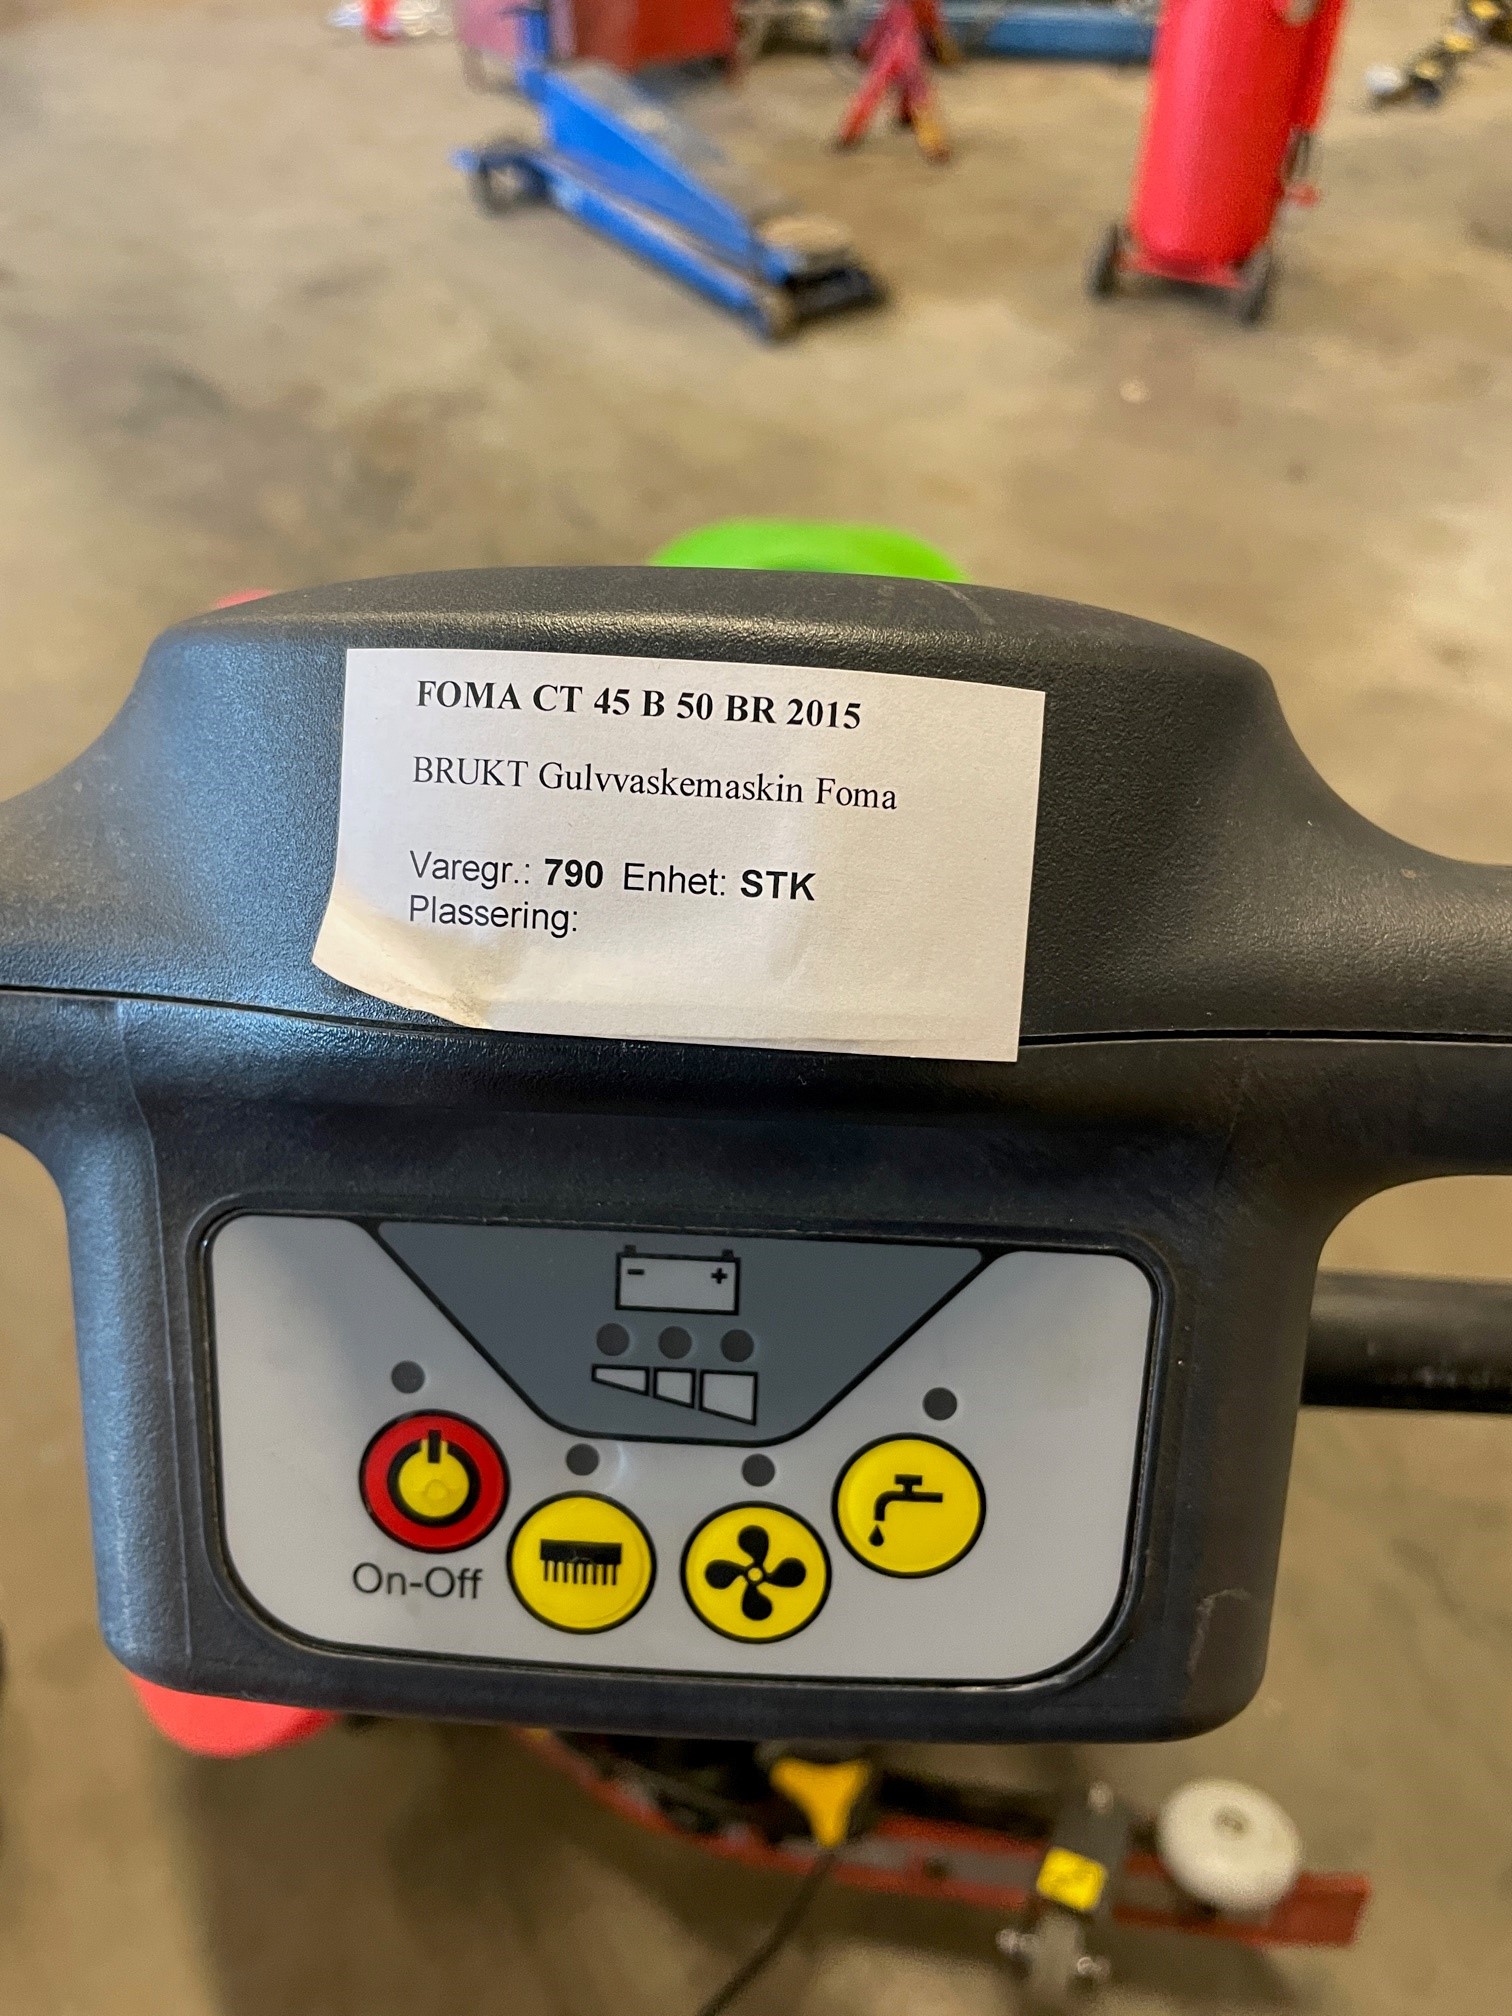 FOMA CT 45 B 50 BR 2015
BRUKT Gulvvaskemaskin Foma
Varegr.: 790 Enhet: STK
Plassering:
- +
On-Off